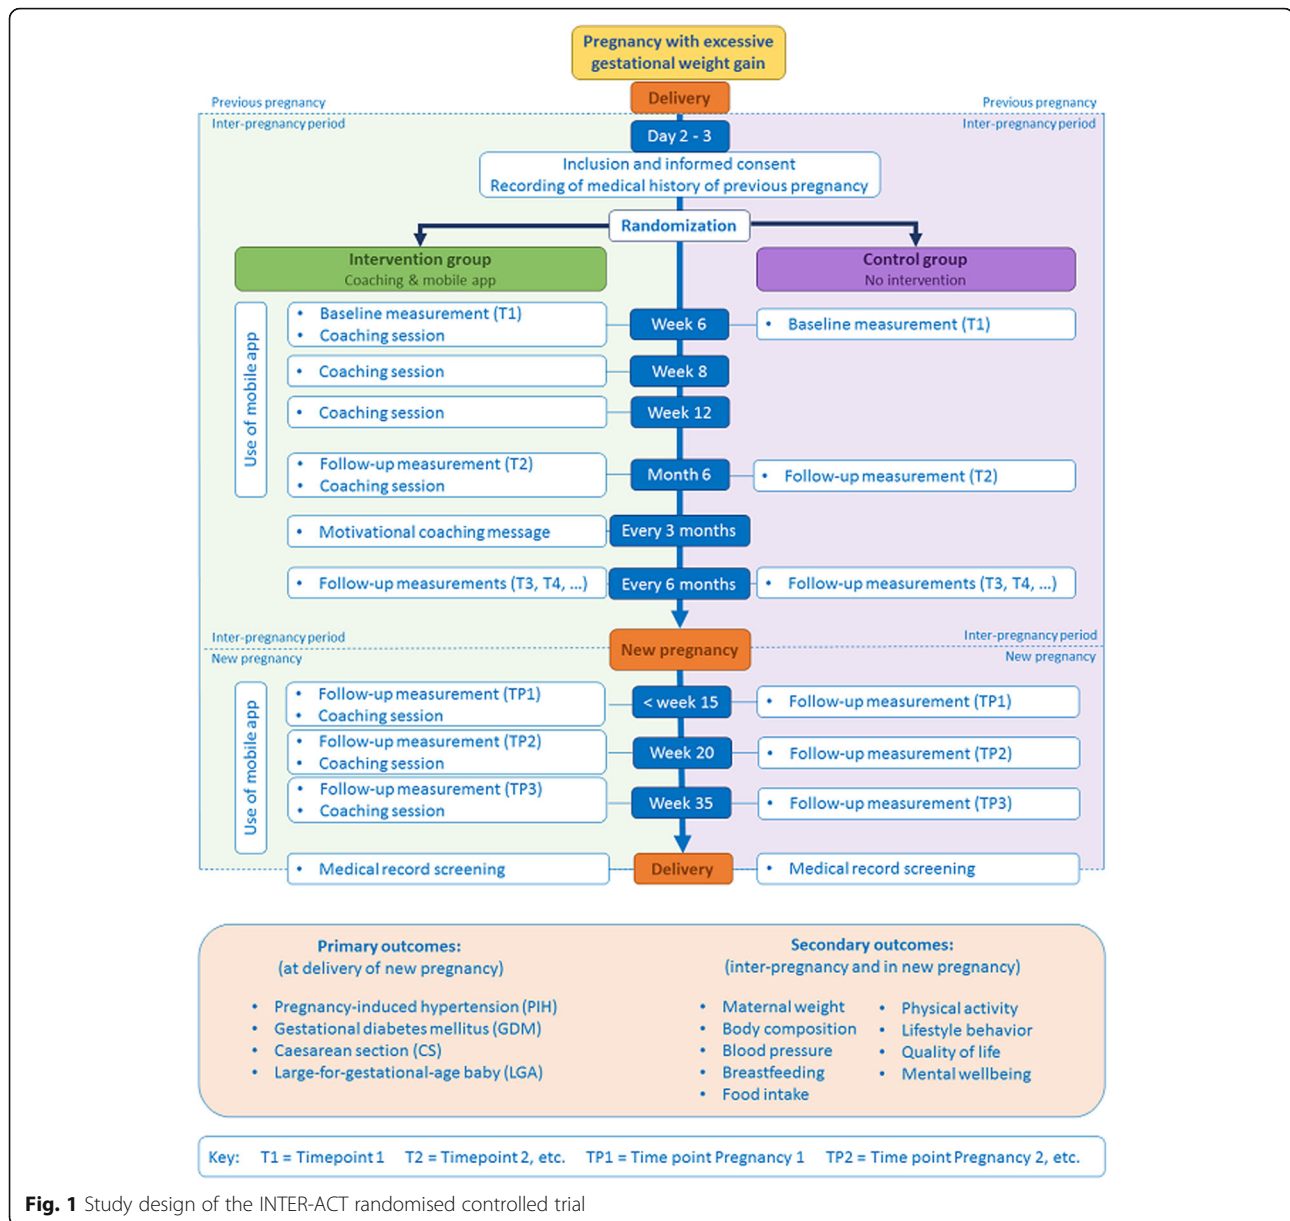 Pregnancy with excessive
gestational weight gain
Delivery
Previous pregnancy
Previous pregnancy
Inter-pregnancy period
Inter-pregnancy period
Day 2 - 3
Inclusion and informed consent
Recording of medical history of previous pregnancy
Randomization
Intervention group
Coaching & mobile app
Control group
No intervention
Use of mobile app
• Baseline measurement (T1)
• Coaching session
Week 6
• Baseline measurement (T1)
• Coaching session
Week 8
• Coaching session
Week 12
• Follow-up measurement (T2)
• Coaching session
Month 6
• Follow-up measurement (T2)
• Motivational coaching message
Every 3 months
• Follow-up measurements (T3, T4, ...)
Every 6 months
• Follow-up measurements (T3, T4, ...)
Inter-pregnancy period
Inter-pregnancy period
New pregnancy
New pregnancy
New pregnancy
Use of mobile app
• Follow-up measurement (TP1)
• Coaching session
< week 15
• Follow-up measurement (TP1)
• Follow-up measurement (TP2)
• Coaching session
Week 20
• Follow-up measurement (TP2)
• Follow-up measurement (TP3)
• Coaching session
Week 35
• Follow-up measurement (TP3)
• Medical record screening
Delivery
• Medical record screening
Primary outcomes:
(at delivery of new pregnancy)
• Pregnancy-induced hypertension (PIH)
• Gestational diabetes mellitus (GDM)
• Caesarean section (CS)
• Large-for-gestational-age baby (LGA)
Secondary outcomes:
(inter-pregnancy and in new pregnancy)
• Maternal weight
• Body composition
• Blood pressure
• Breastfeeding
• Food intake
• Physical activity
• Lifestyle behavior
• Quality of life
• Mental wellbeing
Key: T1 = Timepoint 1 T2 = Timepoint 2, etc. TP1 = Time point Pregnancy 1 TP2 = Time point Pregnancy 2, etc.
Fig. 1 Study design of the INTER-ACT randomised controlled trial